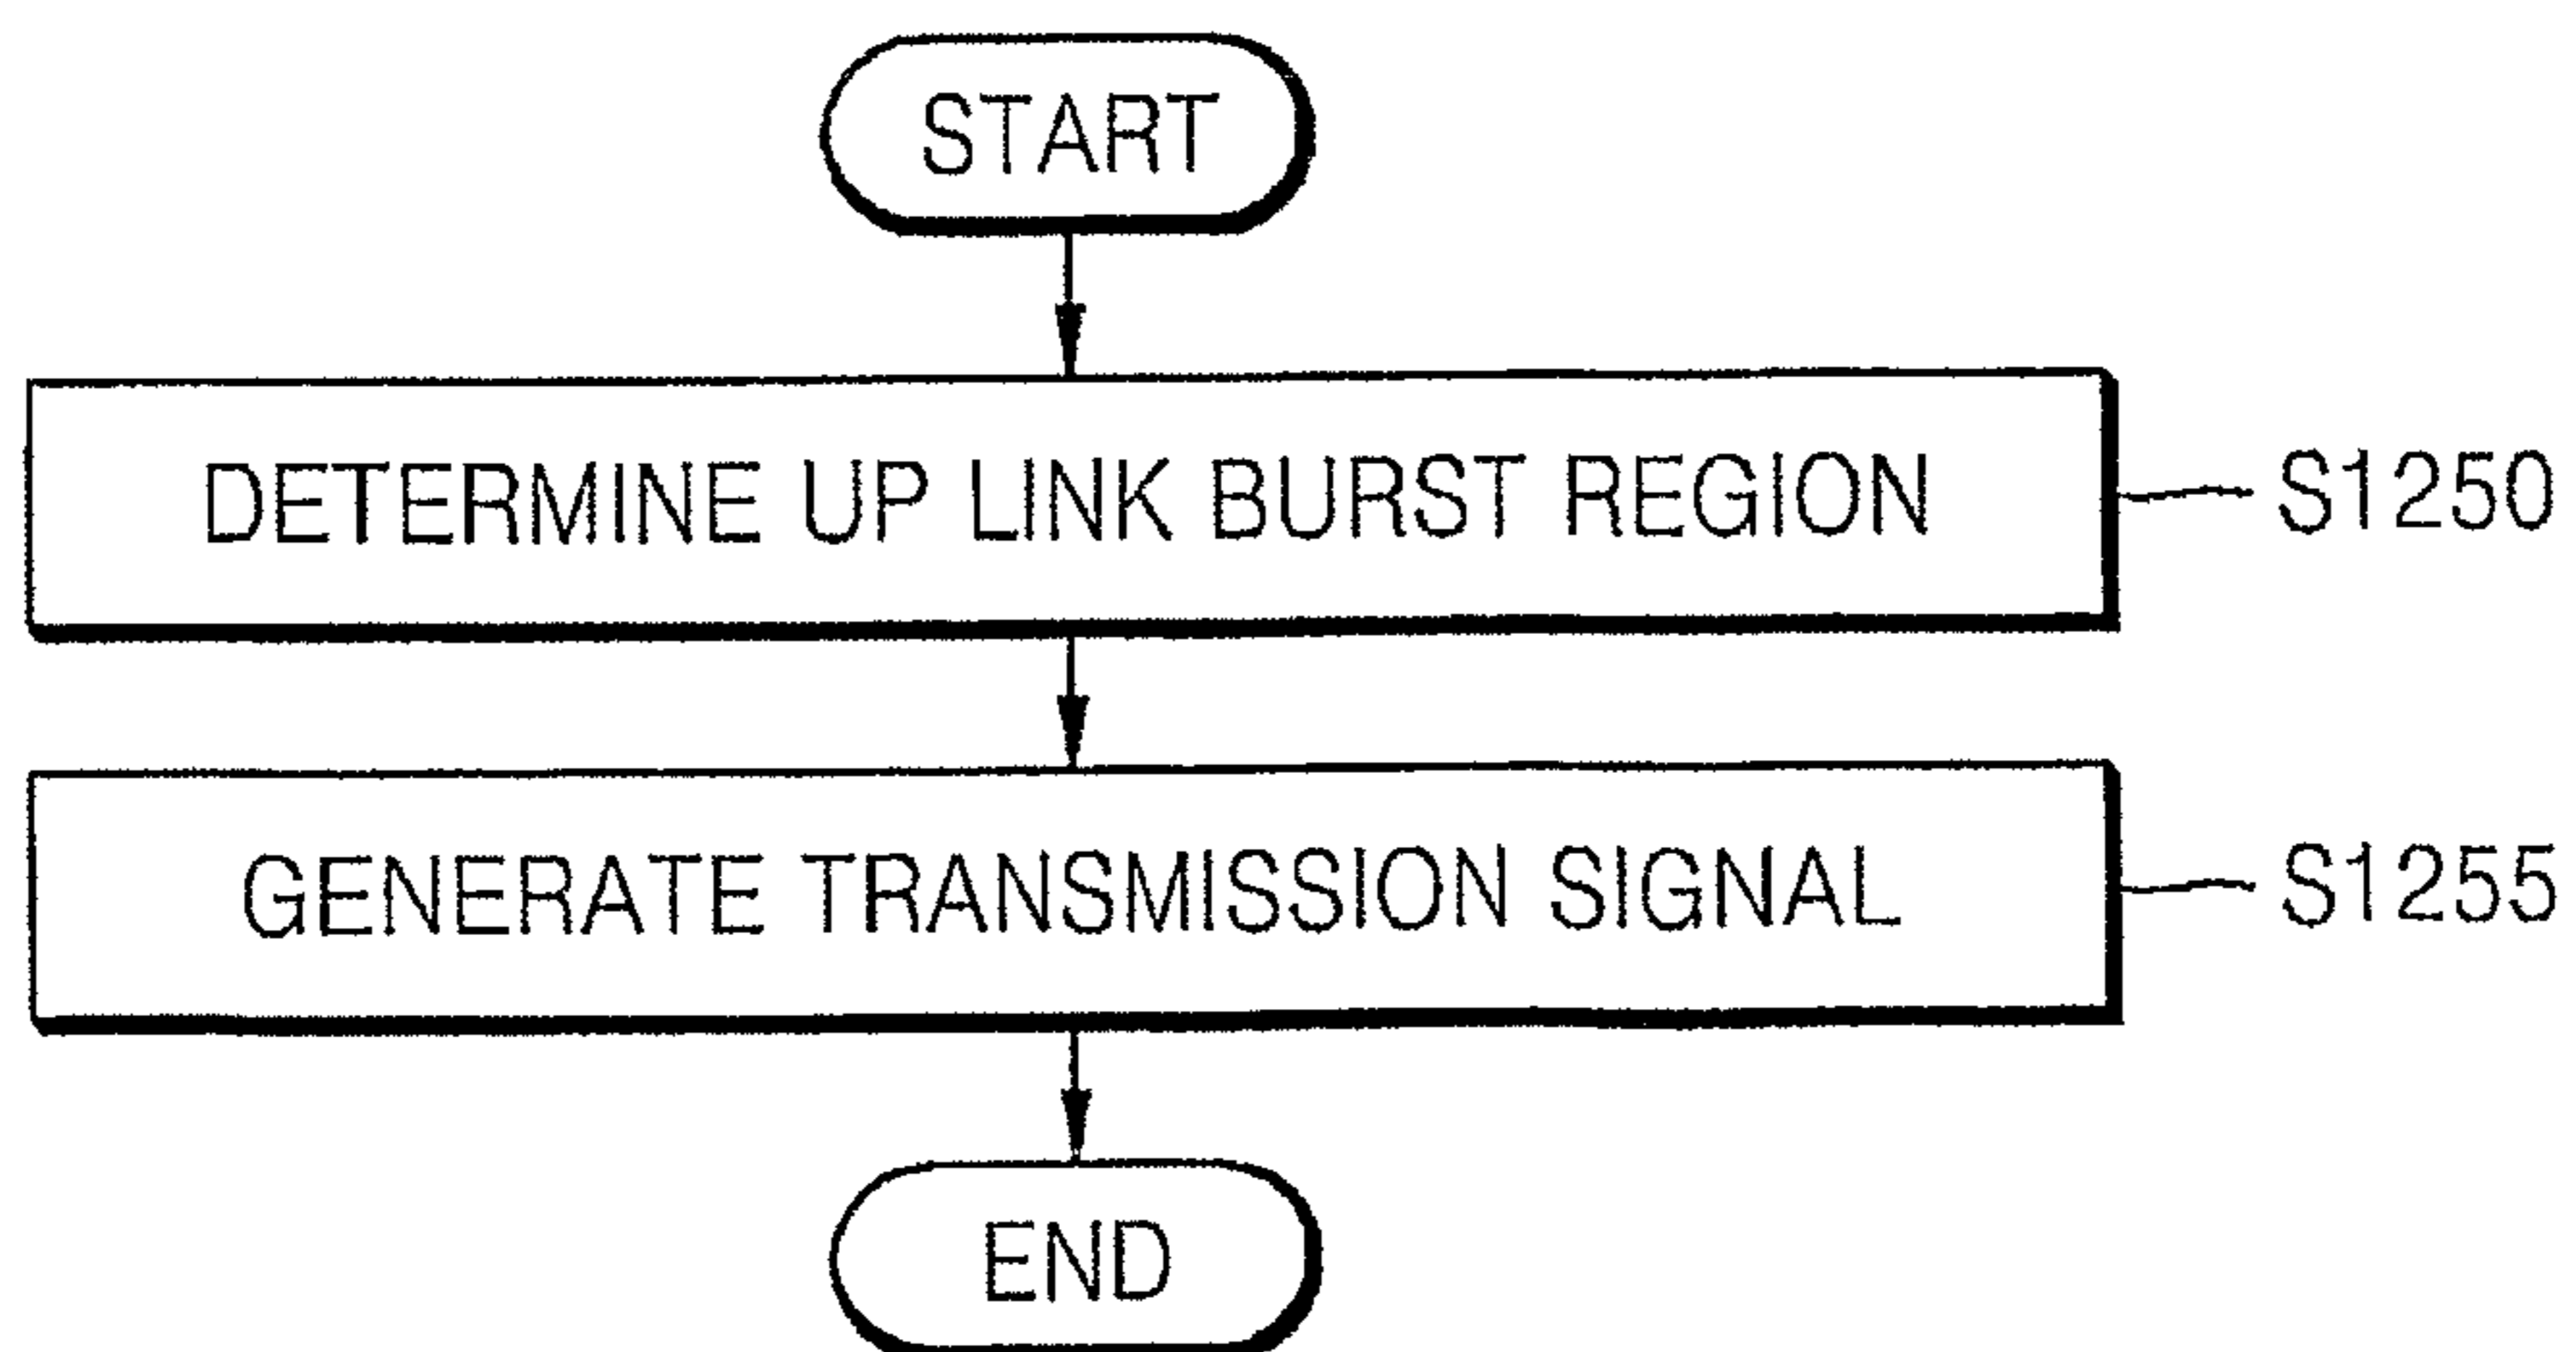 START
DETERMINE UP LINK BURST REGION
S1250
GENERATE TRANSMISSION SIGNAL
S1255
END